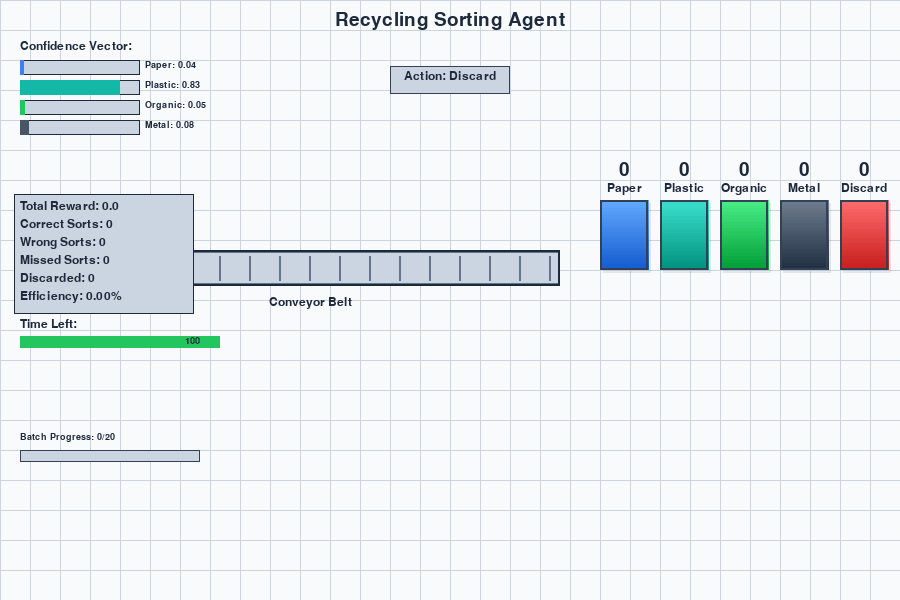 Recycling Sorting Agent
Confidence Vector:
Paper: 0.04
Plastic: 0.83
Organic: 0.05
Metal: 0.08
Action: Discard
0 0 0 0 0
Paper Plastic Organic Metal Discard
Total Reward: 0.0
Correct Sorts: 0
Wrong Sorts: 0
Missed Sorts: 0
Discarded: 0
Efficiency: 0.00%
Conveyor Belt
Time Left:
100
Batch Progress: 0/20